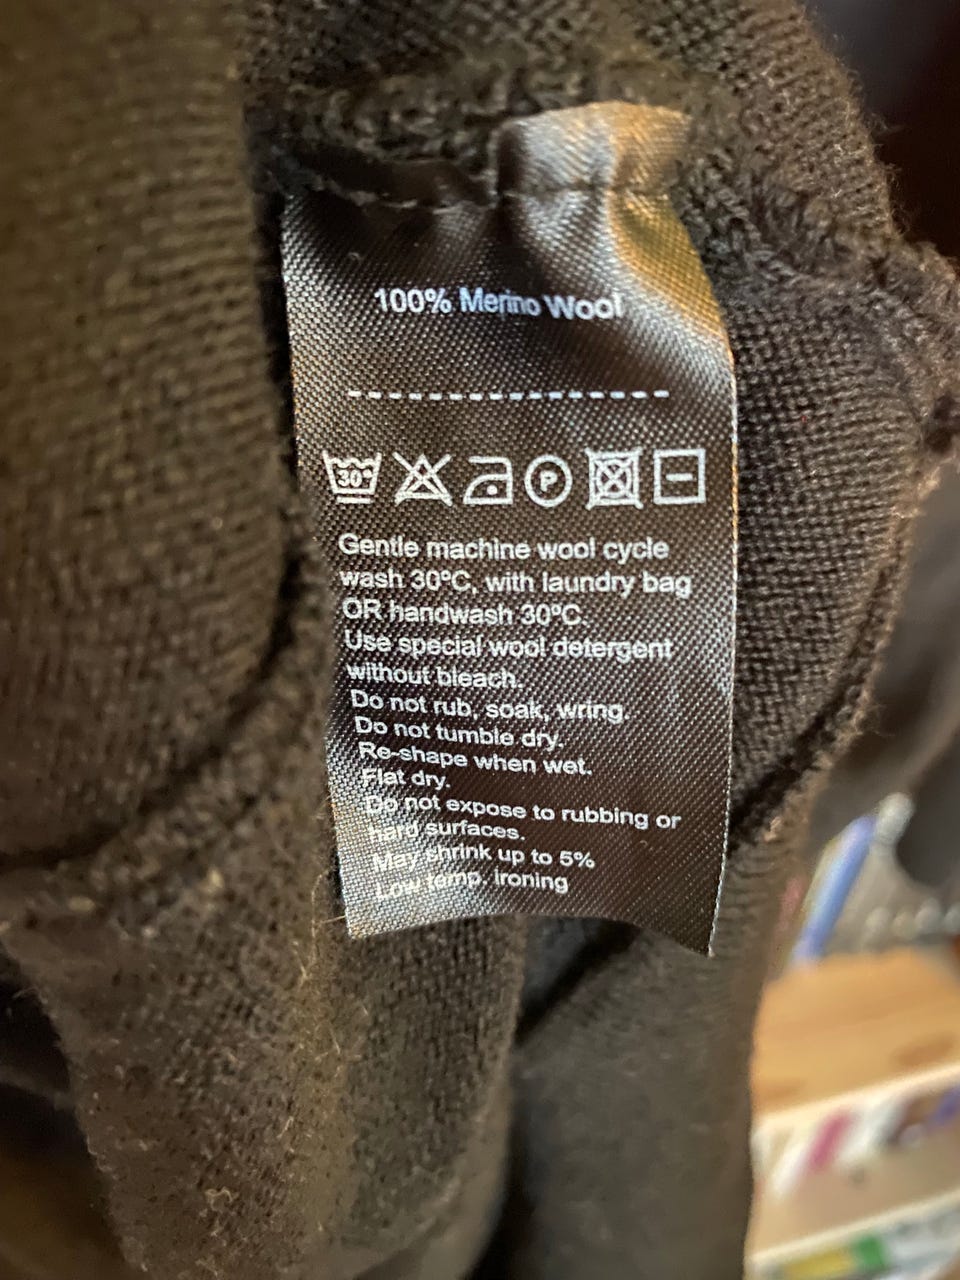 100% Merino Wool
30°
P
Gentle machine wool cycle
wash 30ºC, with laundry bag
OR handwash 30ºC.
Use special wool detergent
without bleach.
Do not rub, soak, wring.
Do not tumble dry.
Re-shape when wet.
Flat dry.
Do not expose to rubbing or
hard surfaces.
May shrink up to 5%
Low temp. ironing